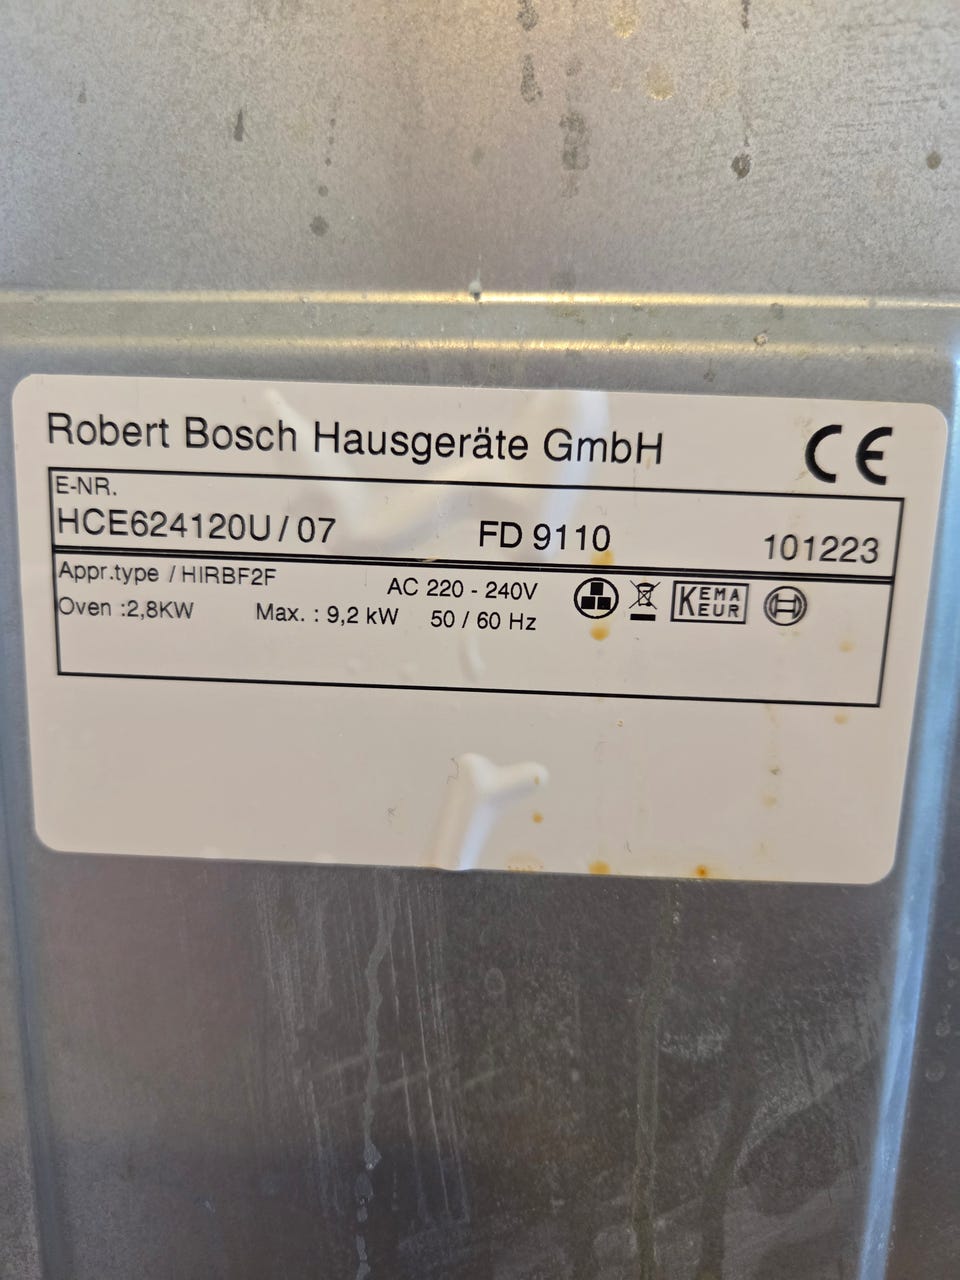 Robert Bosch Hausgeräte GmbH CE
E-NR.
HCE624120U / 07 FD 9110 101223
Appr.type / HIRBF2F AC 220 - 240V KEMA
Oven :2,8KW Max. : 9,2 kW 50 / 60 Hz EUR